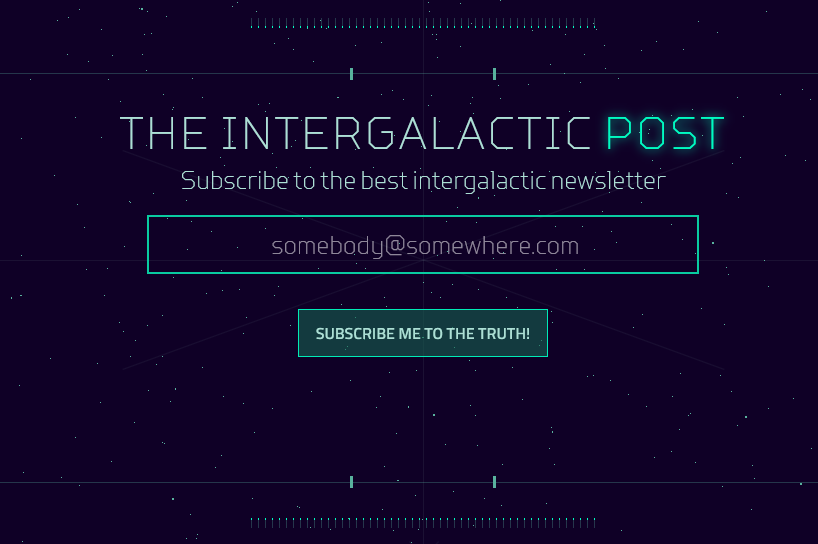 THE INTERGALACTIC POST
Subscribe to the best intergalactic newsletter
somebody@somewhere.com
SUBSCRIBE ME TO THE TRUTH!